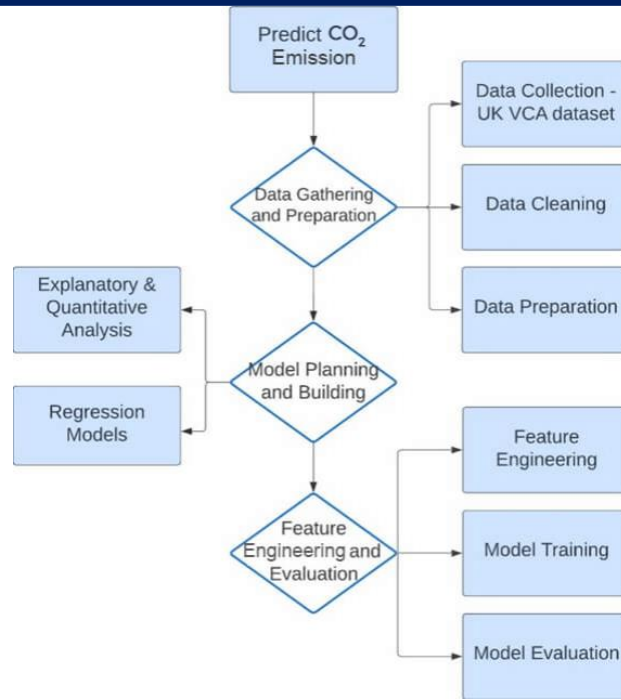 Predict CO₂
Emission
Data Collection -
UK VCA dataset
Data Gathering
and Preparation
Data Cleaning
Data Preparation
Explanatory &
Quantitative
Analysis
Model Planning
and Building
Regression
Models
Feature
Engineering
Feature
Engineering and
Evaluation
Model Training
Model Evaluation